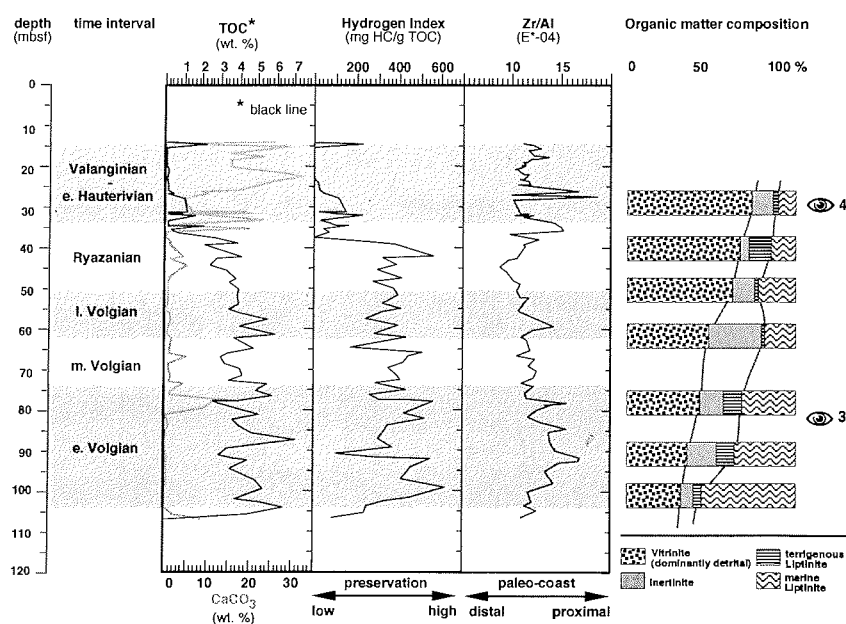 depth
(mbsf)
time interval
TOC*
(wt. %)
Hydrogen Index
(mg HC/g TOC)
Zr/Al
(E*-04)
Organic matter composition
1 2 3 4 5 6 7
200 400 600
10 15
0 50 100 %
* black line
0
10
20
30
40
50
60
70
80
90
100
110
120
Valanginian
-
e. Hauterivian
Ryazanian
l. Volgian
m. Volgian
e. Volgian
4
3
0 10 20 30
CaCO3
(wt. %)
preservation
low high
paleo-coast
distal proximal
Vitrinite
(dominantly detrital)
Inertinite
terrigenous
Liptinite
marine
Liptinite